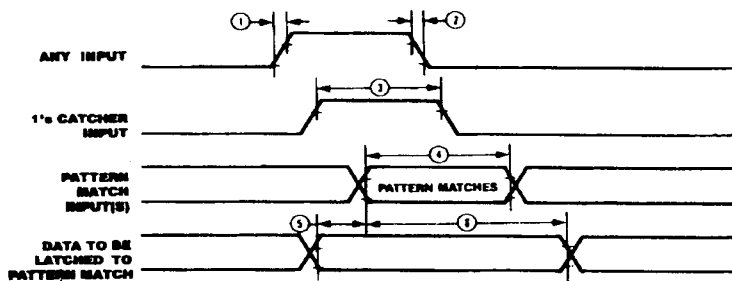 1
2
ANY INPUT
3
1's CATCHER
INPUT
4
PATTERN
MATCH
INPUT(S)
PATTERN MATCHES
5
6
DATA TO BE
LATCHED TO
PATTERN MATCH